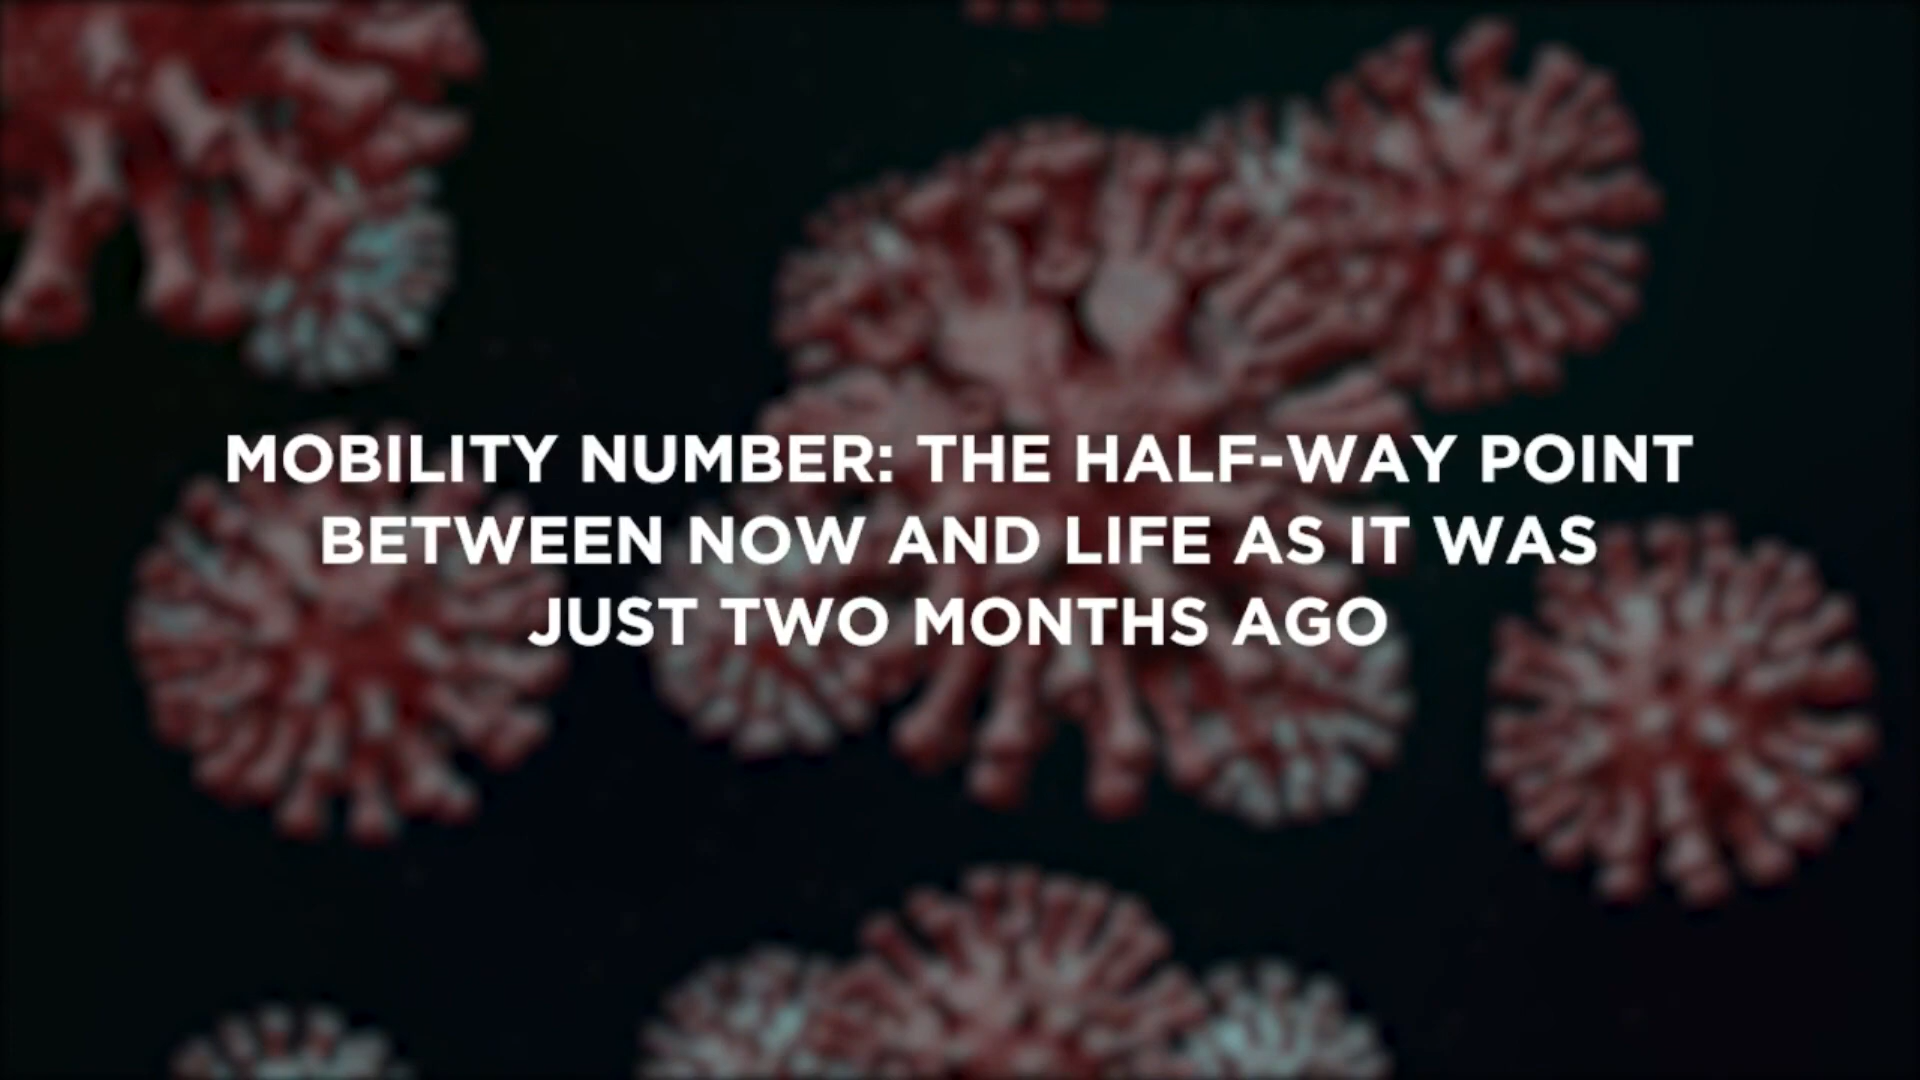 MOBILITY NUMBER: THE HALF-WAY POINT
BETWEEN NOW AND LIFE AS IT WAS
JUST TWO MONTHS AGO